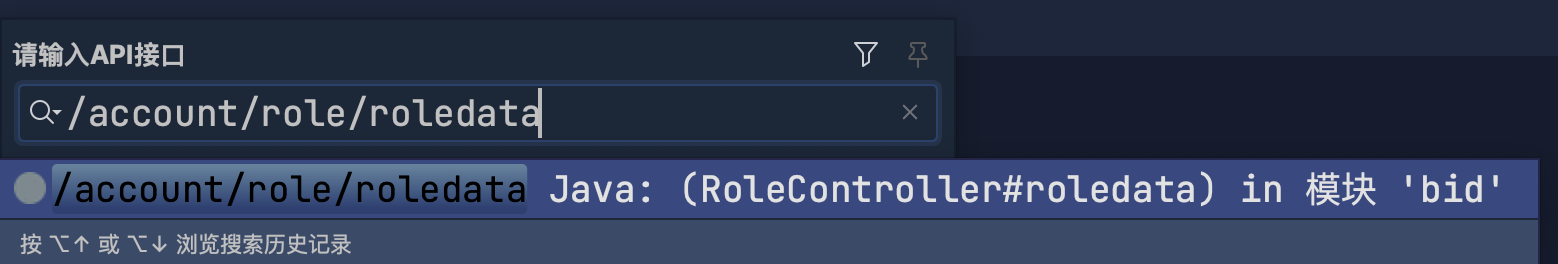 请输入API接口
/account/role/roledata
/account/role/roledata Java: (RoleController#roledata) in 模块 'bid'
按 ⌥↑ 或 ⌥↓ 浏览搜索历史记录